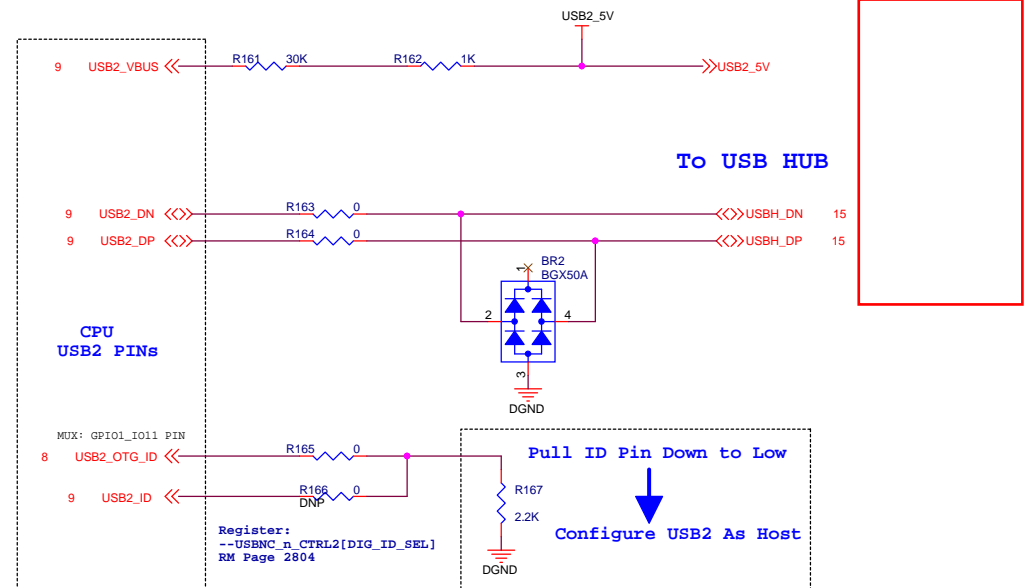 USB2_5V
9 USB2_VBUS R161 30K R162 1K USB2_5V
To USB HUB
9 USB2_DN R163 0 USBH_DN 15
9 USB2_DP R164 0 USBH_DP 15
1 BR2
BGX50A
2 4
3
DGND
CPU
USB2 PINs
MUX: GPIO1_IO11 PIN
8 USB2_OTG_ID R165 0
9 USB2_ID R166 0
DNP
Pull ID Pin Down to Low
R167
2.2K
Configure USB2 As Host
DGND
Register:
--USBNC_n_CTRL2[DIG_ID_SEL]
RM Page 2804